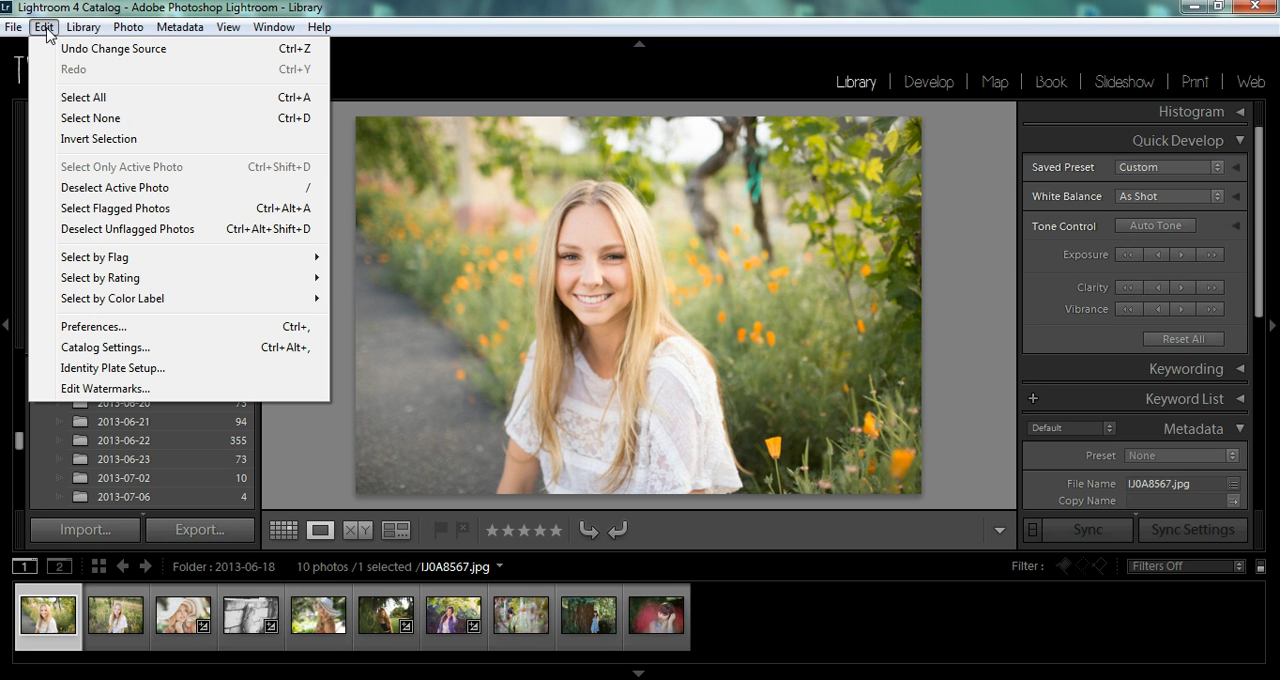 Lightroom 4 Catalog - Adobe Photoshop Lightroom - Library
File Edit Library Photo Metadata View Window Help
Undo Change Source Ctrl+Z
Redo Ctrl+Y
Select All Ctrl+A
Select None Ctrl+D
Invert Selection
Select Only Active Photo Ctrl+Shift+D
Deselect Active Photo /
Select Flagged Photos Ctrl+Alt+A
Deselect Unflagged Photos Ctrl+Alt+Shift+D
Select by Flag
Select by Rating
Select by Color Label
Preferences... Ctrl+,
Catalog Settings... Ctrl+Alt+,
Identity Plate Setup...
Edit Watermarks...
2013-06-20 73
2013-06-21 94
2013-06-22 355
2013-06-23 73
2013-07-02 10
2013-07-06 4
Import... Export...
Library | Develop | Map | Book | Slideshow | Print | Web
Histogram
Quick Develop
Saved Preset Custom
White Balance As Shot
Tone Control Auto Tone
Exposure
Clarity
Vibrance
Reset All
Keywording
+ Keyword List
Default Metadata
Preset None
File Name IJ0A8567.jpg
Copy Name
Sync Sync Settings
X Y
1 2 Folder : 2013-06-18 10 photos /1 selected /IJ0A8567.jpg Filter : Filters Off